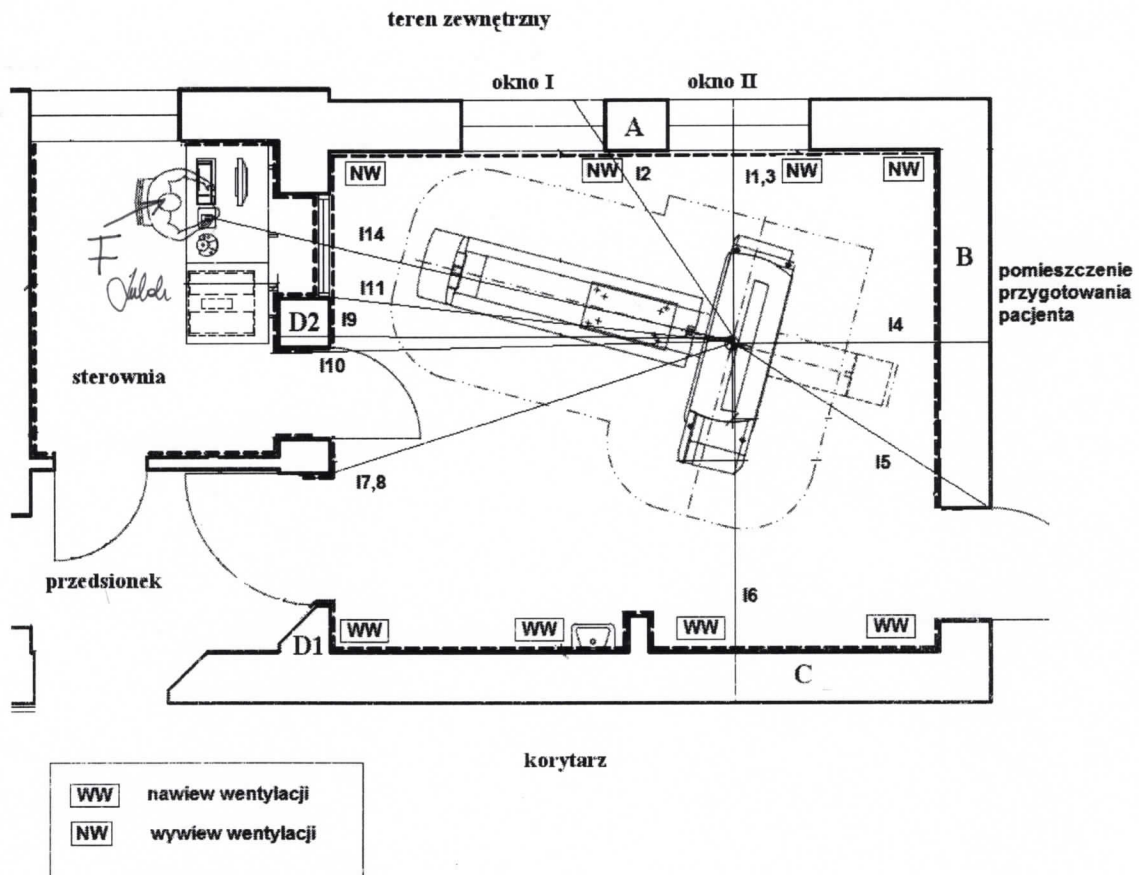 teren zewnętrzny
okno I
okno II
A
NW
NW
NW
NW
I2
I1,3
I14
B
F
pomieszczenie
przygotowania
pacjenta
I11
D2
I9
I4
I10
sterownia
I5
I7,8
przedsionek
I6
WW
WW
WW
WW
D1
C
korytarz
WW nawiew wentylacji
NW wywiew wentylacji